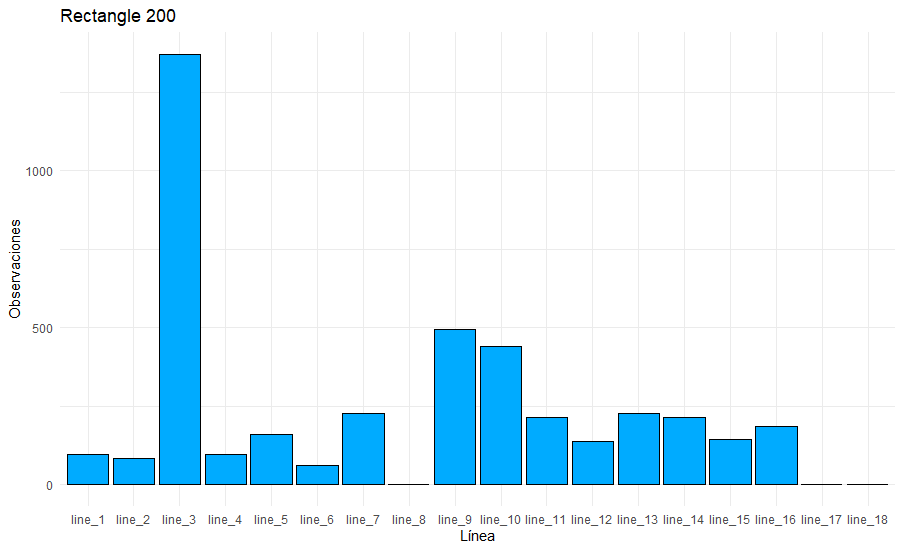 Rectangle 200
Observaciones
1000
500
0
line_1 line_2 line_3 line_4 line_5 line_6 line_7 line_8 line_9 line_10 line_11 line_12 line_13 line_14 line_15 line_16 line_17 line_18
Línea